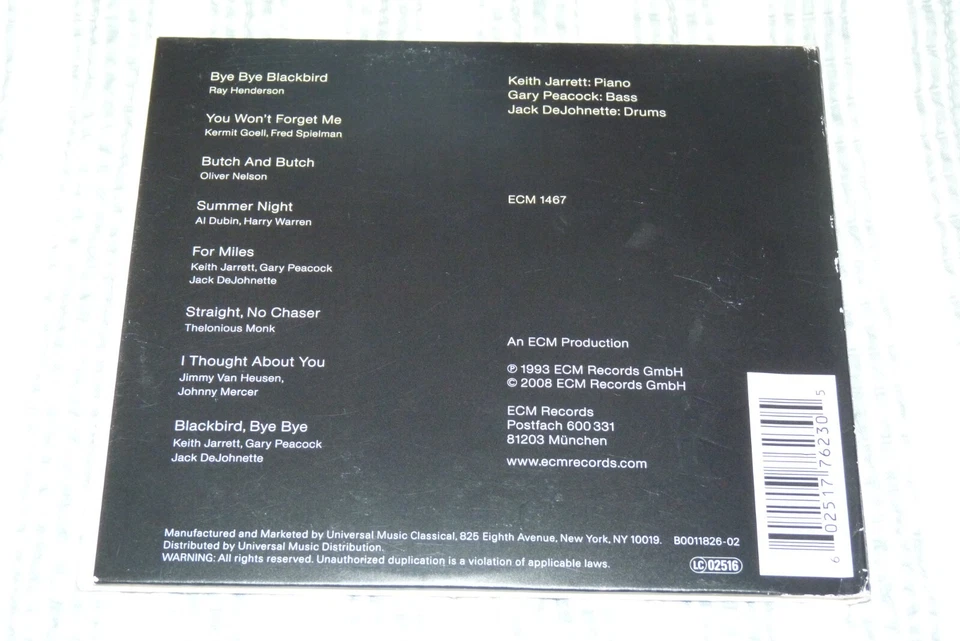 Bye Bye Blackbird
Ray Henderson
You Won't Forget Me
Kermit Goell, Fred Spielman
Butch And Butch
Oliver Nelson
Summer Night
Al Dubin, Harry Warren
For Miles
Keith Jarrett, Gary Peacock
Jack DeJohnette
Straight, No Chaser
Thelonious Monk
I Thought About You
Jimmy Van Heusen,
Johnny Mercer
Blackbird, Bye Bye
Keith Jarrett, Gary Peacock
Jack DeJohnette
Keith Jarrett: Piano
Gary Peacock: Bass
Jack DeJohnette: Drums
ECM 1467
An ECM Production
℗ 1993 ECM Records GmbH
© 2008 ECM Records GmbH
ECM Records
Postfach 600 331
81203 München
www.ecmrecords.com
Manufactured and Marketed by Universal Music Classical, 825 Eighth Avenue, New York, NY 10019. B0011826-02
Distributed by Universal Music Distribution.
WARNING: All rights reserved. Unauthorized duplication is a violation of applicable laws.
LC 02516
6 02517 76230 5